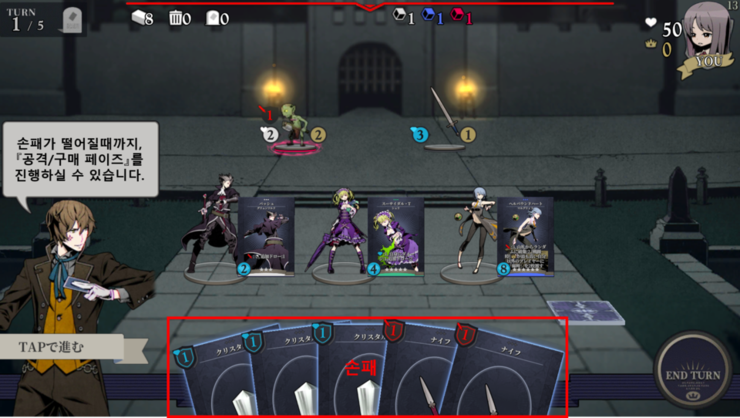 TURN
1 / 5
8
0
0
1
1
1
13
50
0
YOU
1
2
2
3
1
손패가 떨어질때까지,
『공격/구매 페이즈』를
진행하실 수 있습니다.
2
4
8
TAPで進む
1
クリスタ
1
クリスタ
1
クリスタル
손패
1
ナイフ
1
ナイフ
END TURN